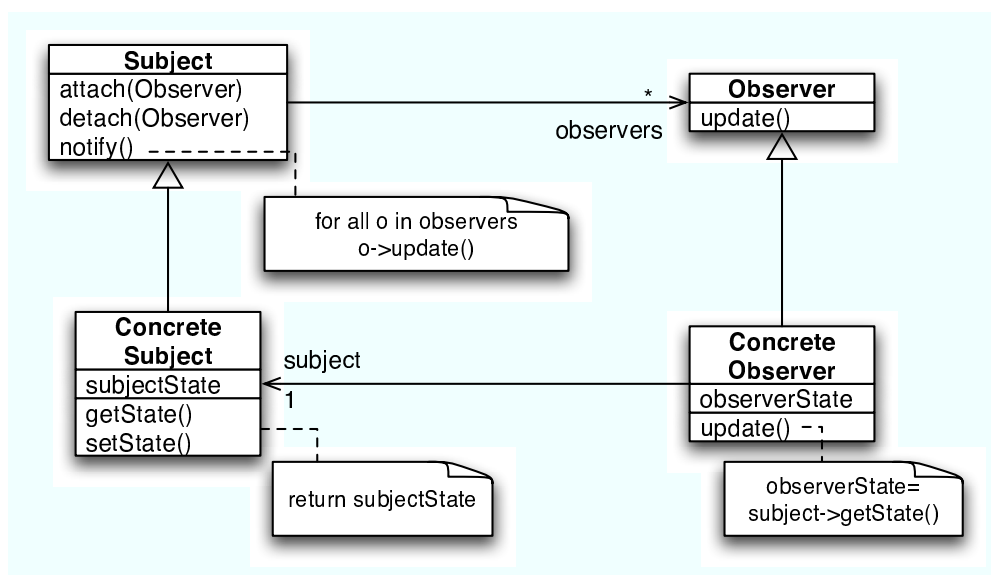 Subject
attach(Observer)
detach(Observer)
notify()
*
observers
Observer
update()
for all o in observers
o->update()
Concrete
Subject
subjectState
getState()
setState()
subject
1
Concrete
Observer
observerState
update()
return subjectState
observerState=
subject->getState()